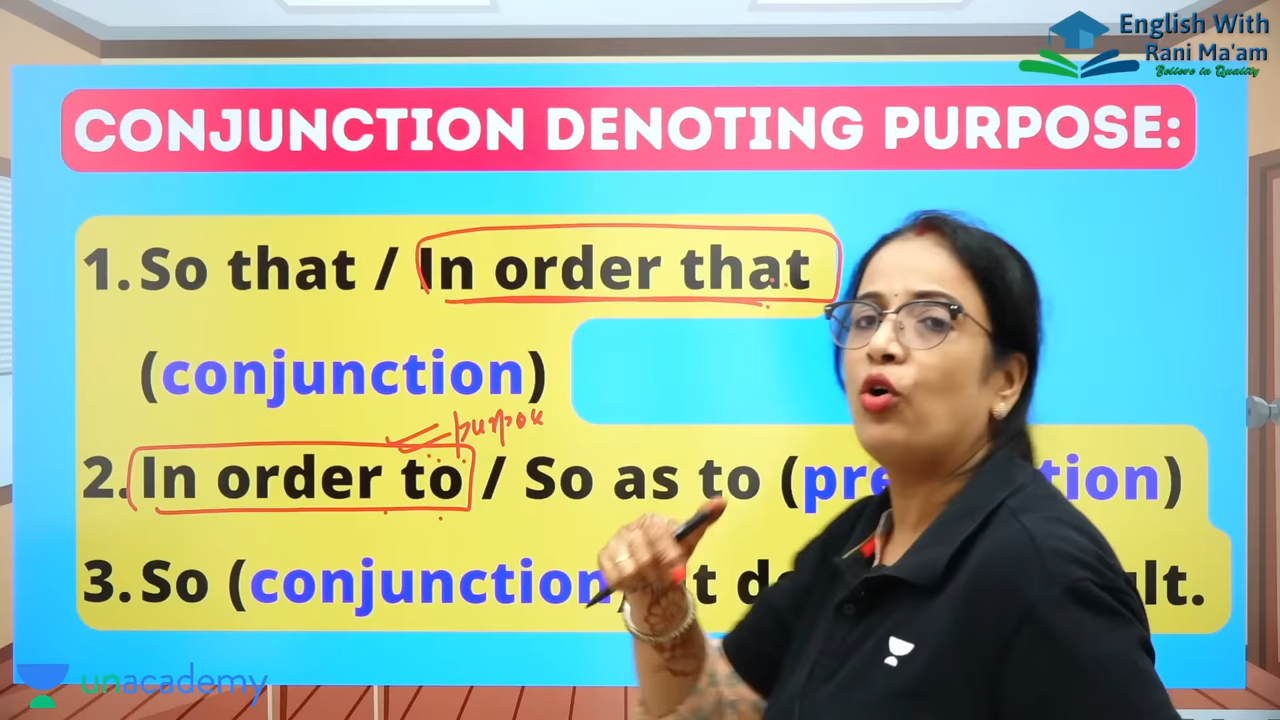 English With
Rani Ma'am
Believe in Quality
CONJUNCTION DENOTING PURPOSE:
1. So that / In order that
(conjunction)
2. In order to / So as to (pre tion)
3. So (conjunction t d ult.
unacademy